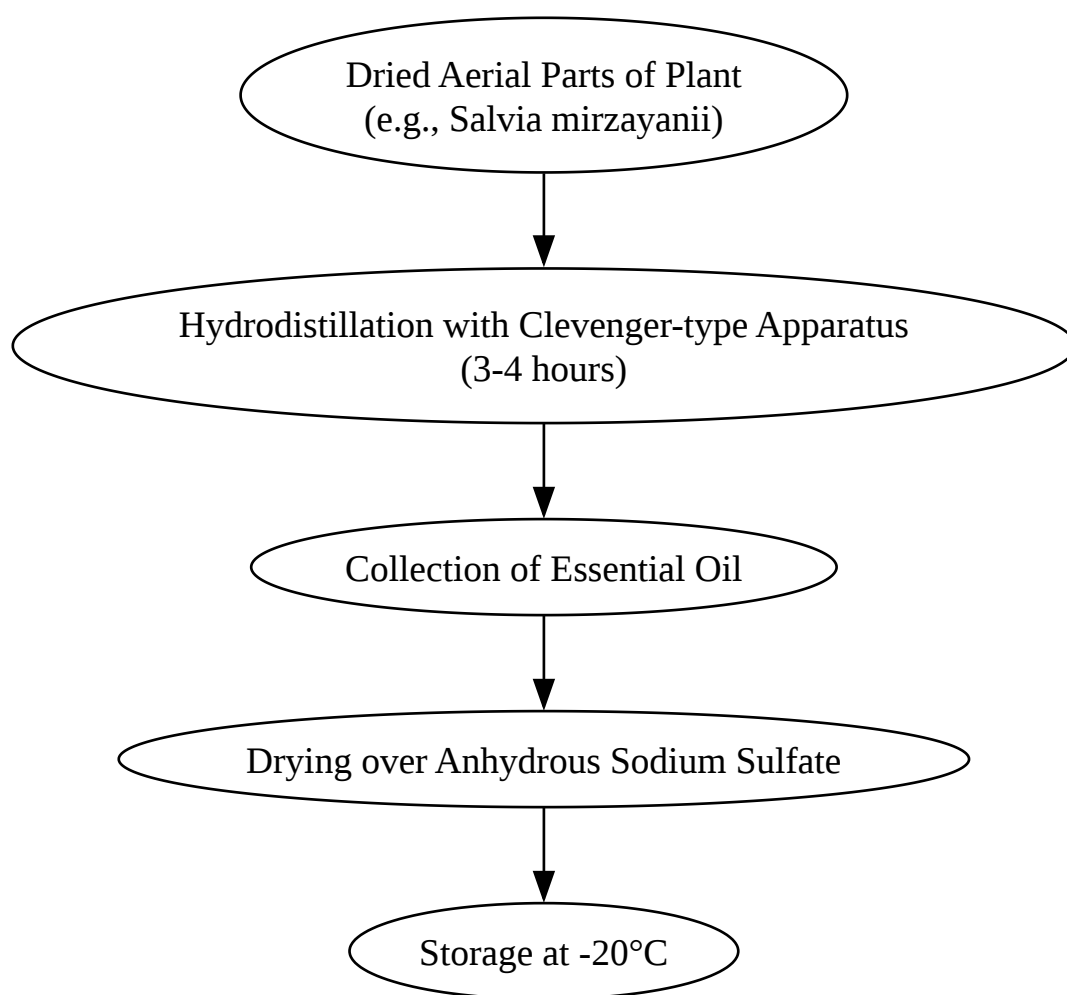 Dried Aerial Parts of Plant
(e.g., Salvia mirzayanii)
Hydrodistillation with Clevenger-type Apparatus
(3-4 hours)
Collection of Essential Oil
Drying over Anhydrous Sodium Sulfate
Storage at -20°C